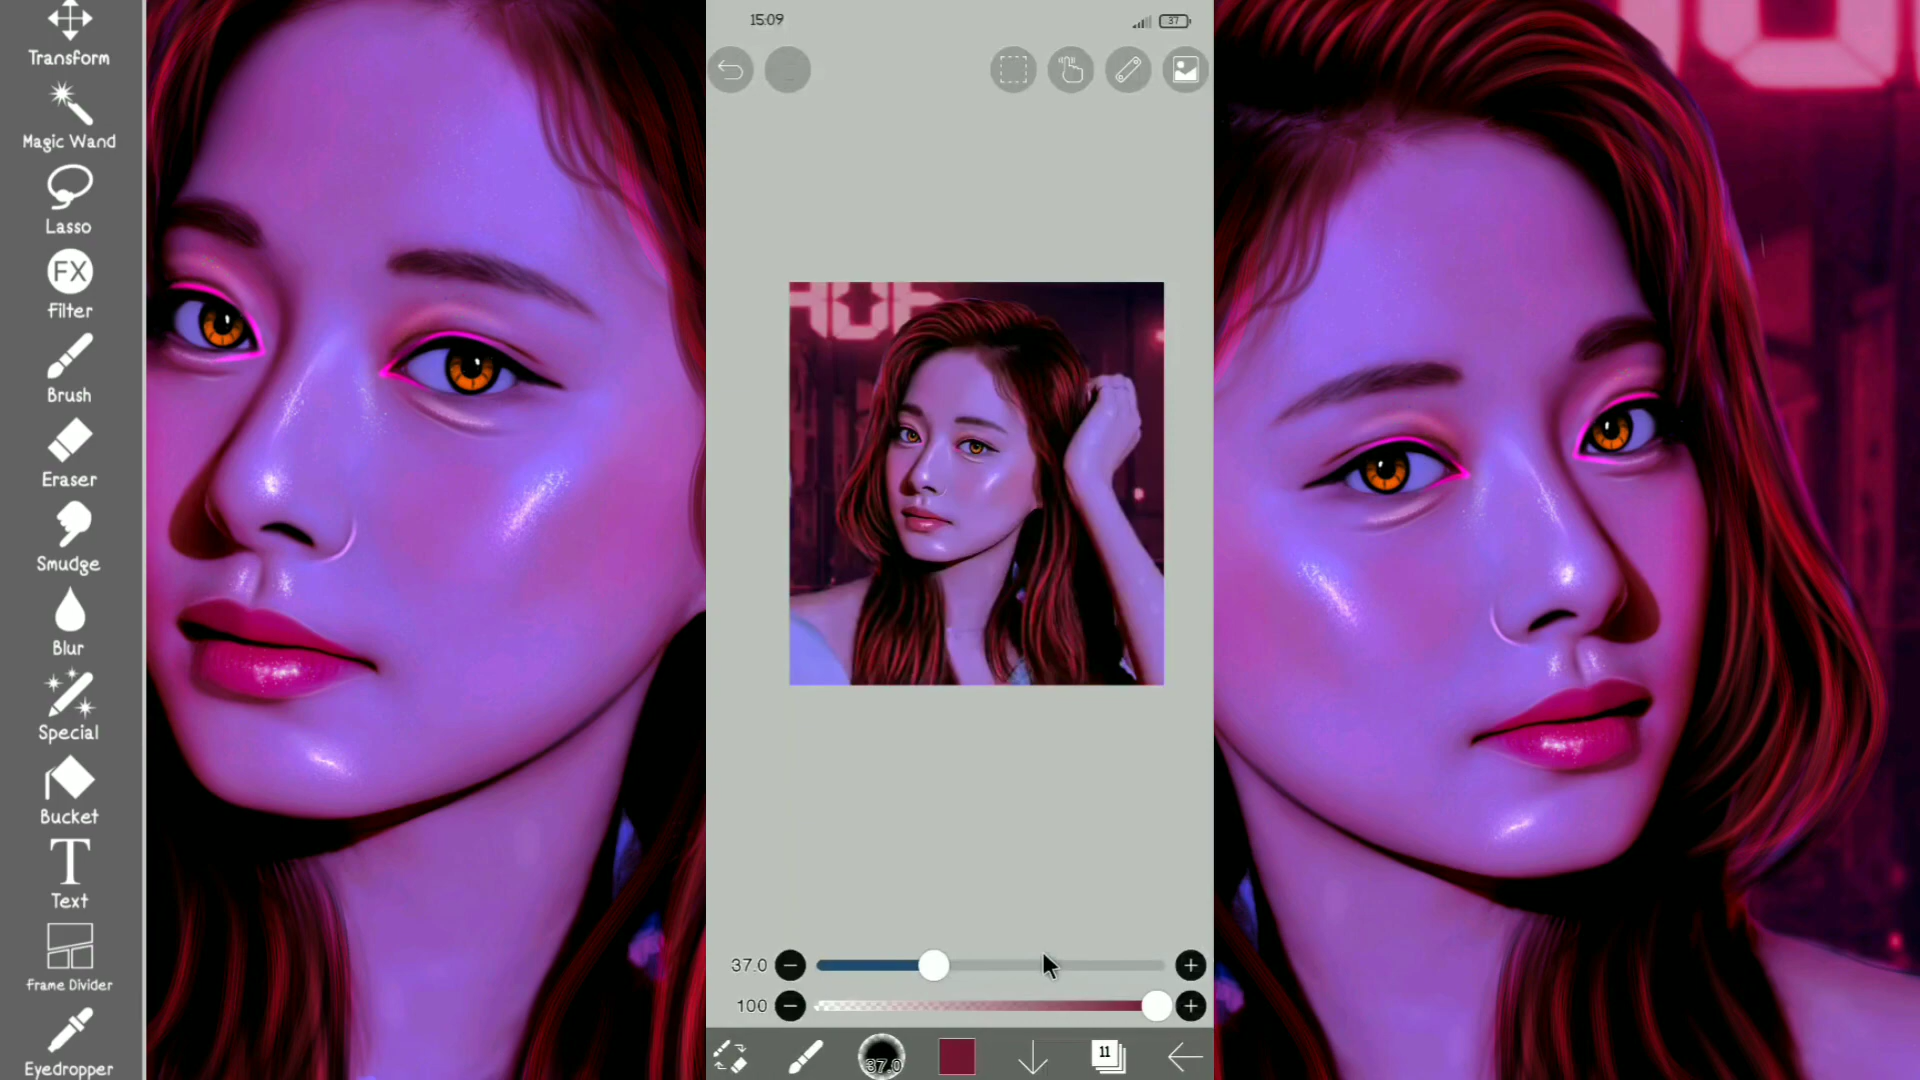 Transform
Magic Wand
Lasso
FX
Filter
Brush
Eraser
Smudge
Blur
Special
Bucket
T
Text
Frame Divider
Eyedropper
15:09
37
37.0
100
37.0
11